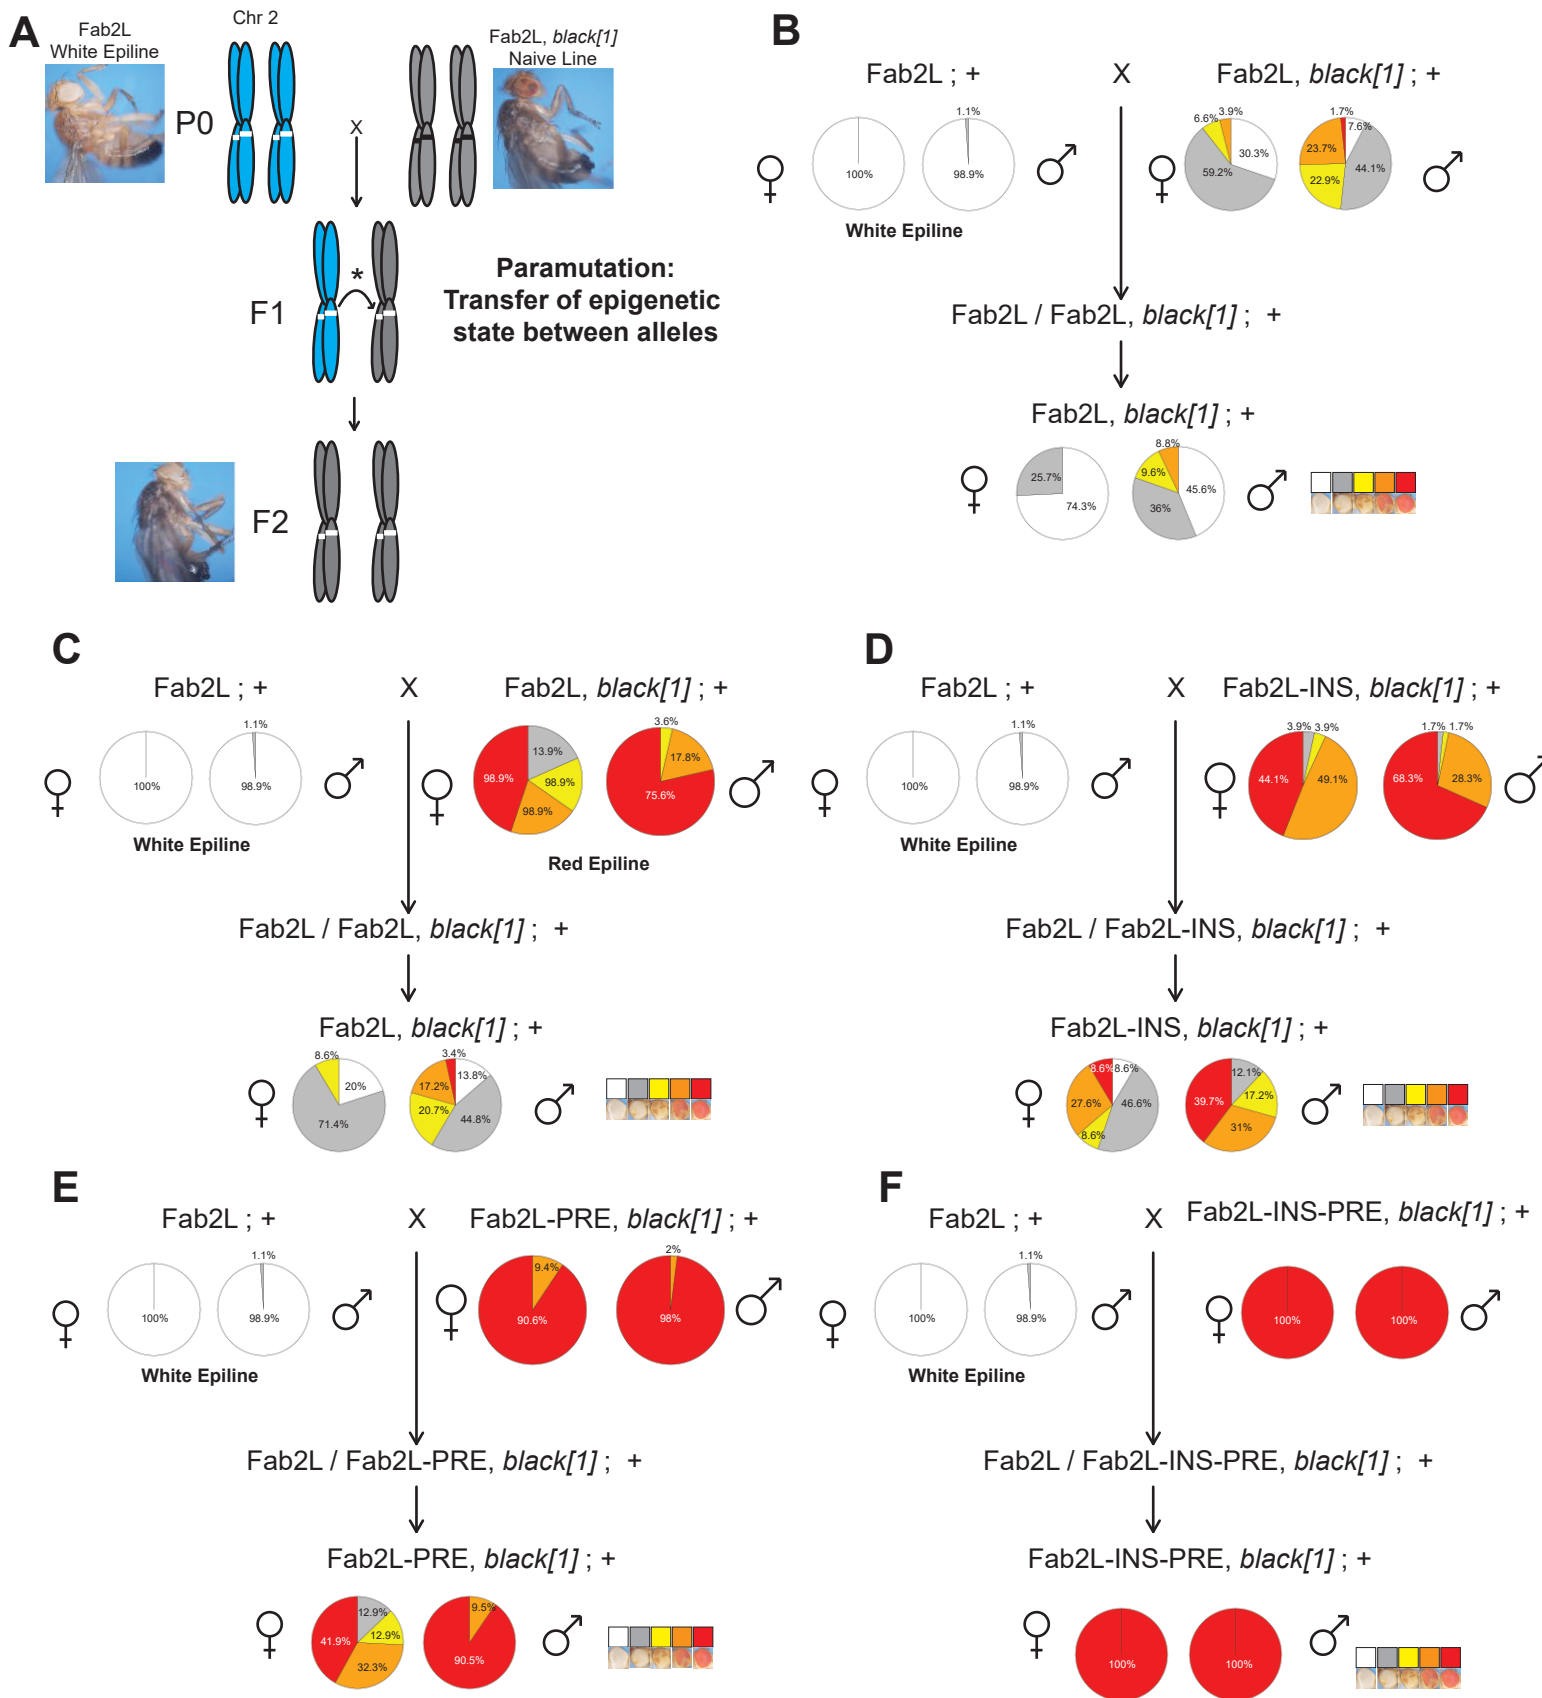 A
Fab2L
White Epiline
Chr 2
Fab2L, black[1]
Naive Line
P0
X
F1
*
Paramutation:
Transfer of epigenetic
state between alleles
F2
B
Fab2L ; +
X
Fab2L, black[1] ; +
1.1%
100%
98.9%
White Epiline
6.6%
3.9%
30.3%
59.2%
1.7%
7.6%
23.7%
44.1%
22.9%
Fab2L / Fab2L, black[1] ; +
Fab2L, black[1] ; +
25.7%
74.3%
8.8%
9.6%
45.6%
36%
C
Fab2L ; +
X
Fab2L, black[1] ; +
1.1%
100%
98.9%
White Epiline
13.9%
98.9%
98.9%
98.9%
3.6%
17.8%
75.6%
Red Epiline
Fab2L / Fab2L, black[1] ; +
Fab2L, black[1] ; +
8.6%
20%
71.4%
3.4%
13.8%
17.2%
20.7%
44.8%
D
Fab2L ; +
X
Fab2L-INS, black[1] ; +
1.1%
100%
98.9%
White Epiline
3.9%
3.9%
44.1%
49.1%
1.7%
1.7%
68.3%
28.3%
Fab2L / Fab2L-INS, black[1] ; +
Fab2L-INS, black[1] ; +
8.6%
8.6%
27.6%
46.6%
8.6%
12.1%
17.2%
39.7%
31%
E
Fab2L ; +
X
Fab2L-PRE, black[1] ; +
1.1%
100%
98.9%
White Epiline
9.4%
90.6%
2%
98%
Fab2L / Fab2L-PRE, black[1] ; +
Fab2L-PRE, black[1] ; +
12.9%
12.9%
41.9%
32.3%
9.5%
90.5%
F
Fab2L ; +
X
Fab2L-INS-PRE, black[1] ; +
1.1%
100%
98.9%
White Epiline
100%
100%
Fab2L / Fab2L-INS-PRE, black[1] ; +
Fab2L-INS-PRE, black[1] ; +
100%
100%